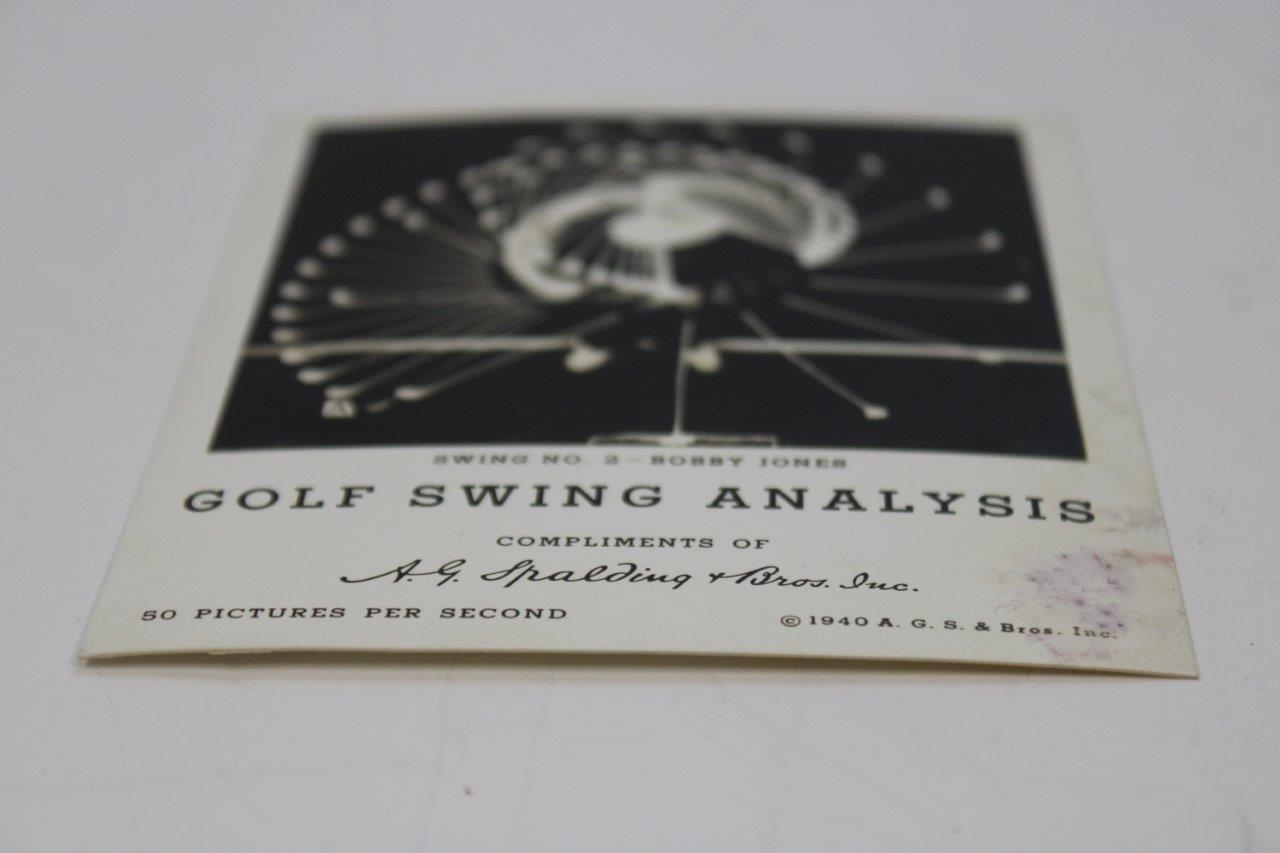 SWING NO. 2 — BOBBY JONES
GOLF SWING ANALYSIS
COMPLIMENTS OF
A. G. Spalding & Bros. Inc.
50 PICTURES PER SECOND
© 1940 A. G. S. & Bros. Inc.